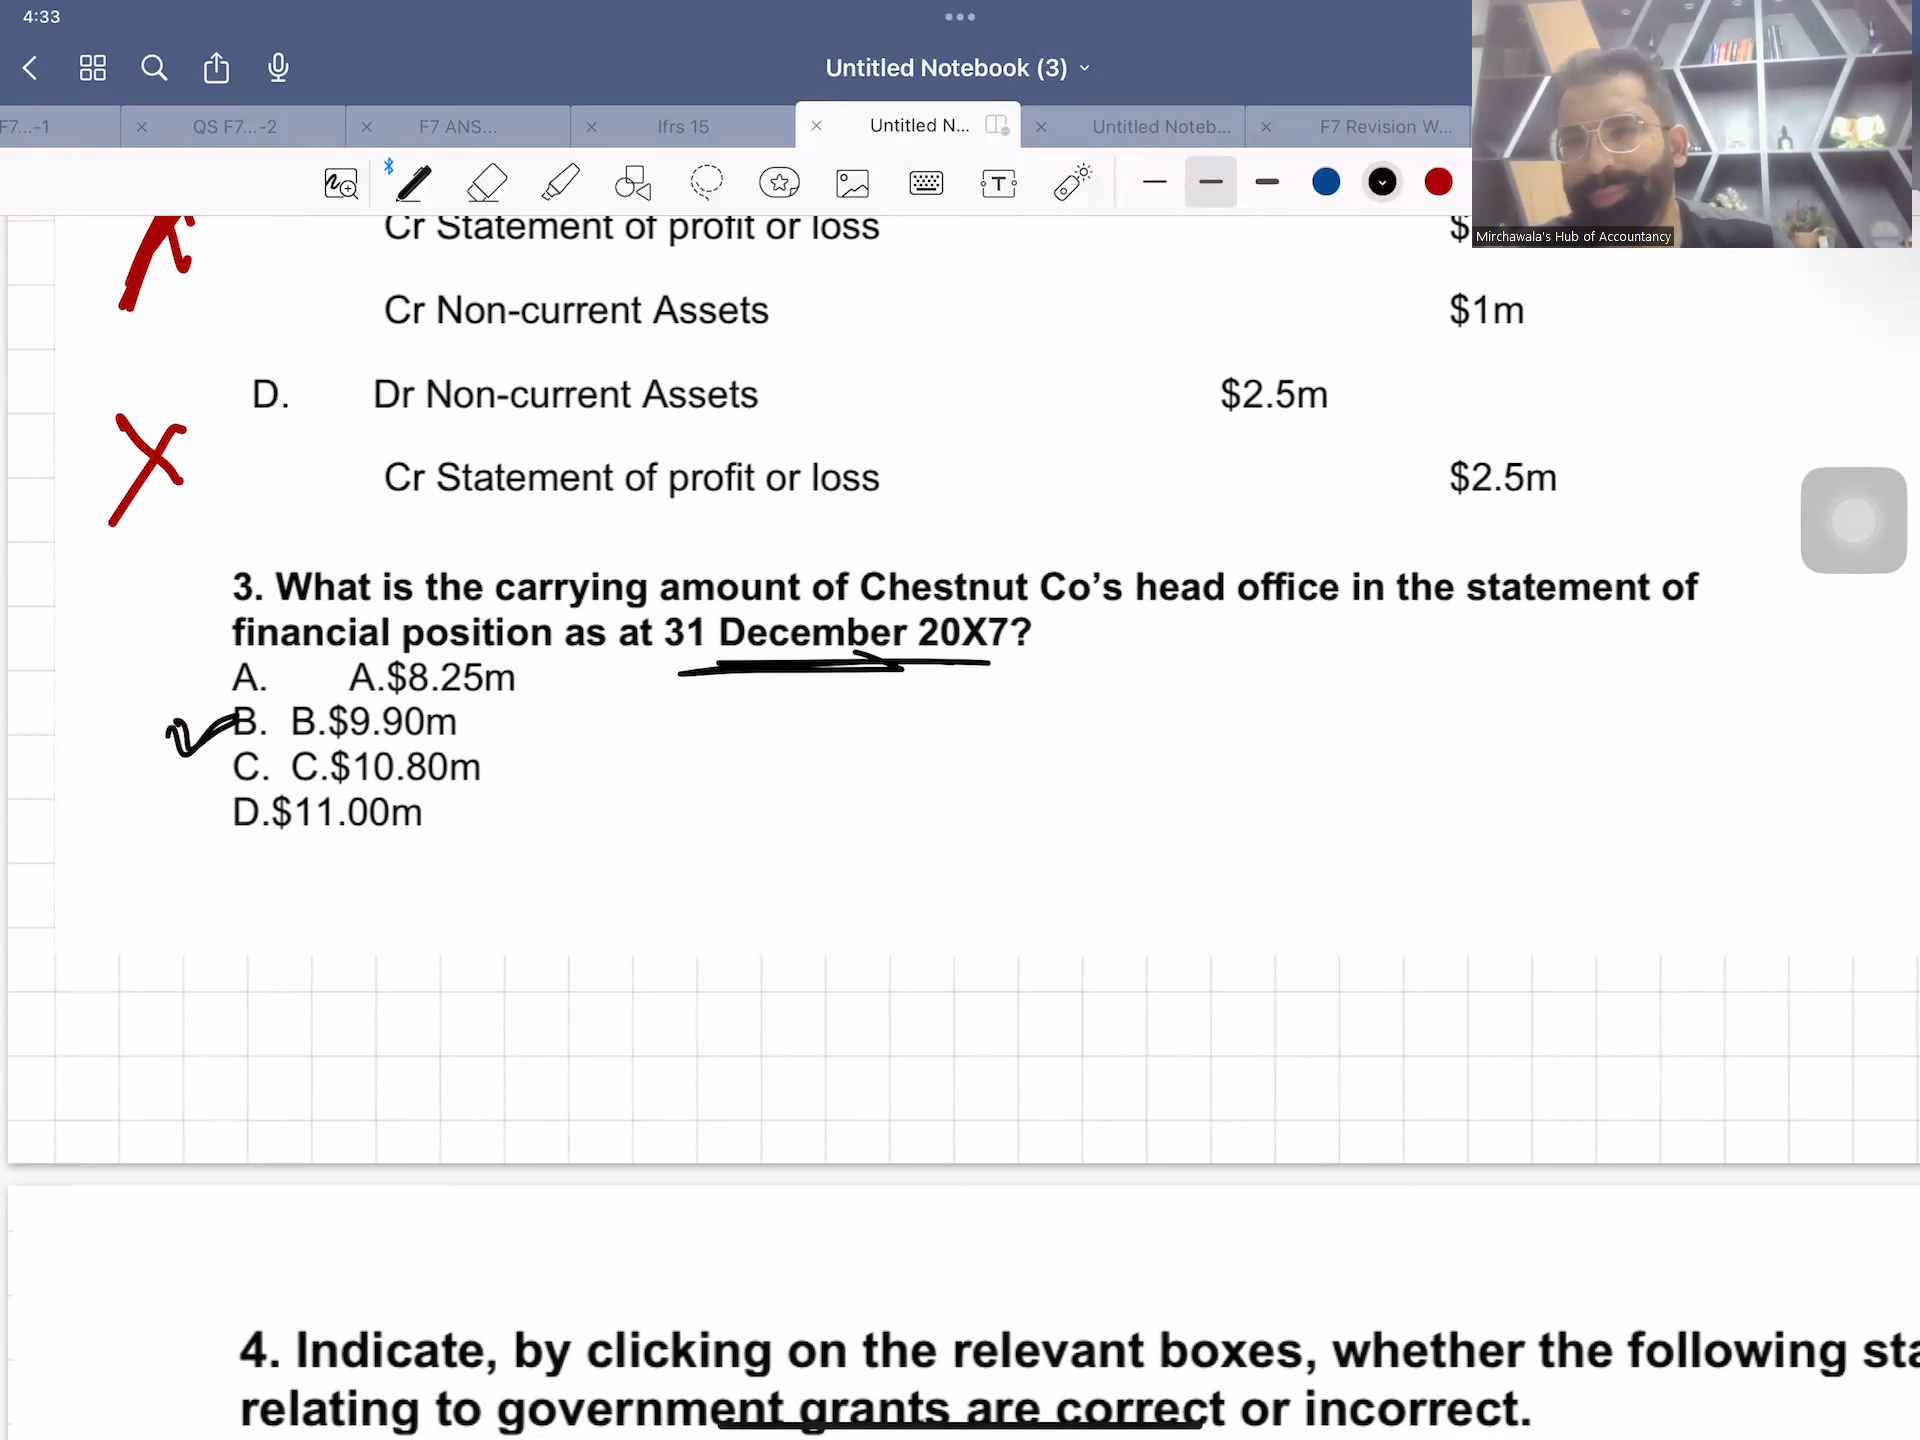 4:33
Untitled Notebook (3)
F7...-1
QS F7...-2
F7 ANS...
Ifrs 15
Untitled N...
Untitled Noteb...
F7 Revision W...
Mirchawala's Hub of Accountancy
Cr Statement of profit or loss $
Cr Non-current Assets $1m
D. Dr Non-current Assets $2.5m
Cr Statement of profit or loss $2.5m
3. What is the carrying amount of Chestnut Co’s head office in the statement of
financial position as at 31 December 20X7?
A. A.$8.25m
B. B.$9.90m
C. C.$10.80m
D.$11.00m
4. Indicate, by clicking on the relevant boxes, whether the following sta
relating to government grants are correct or incorrect.